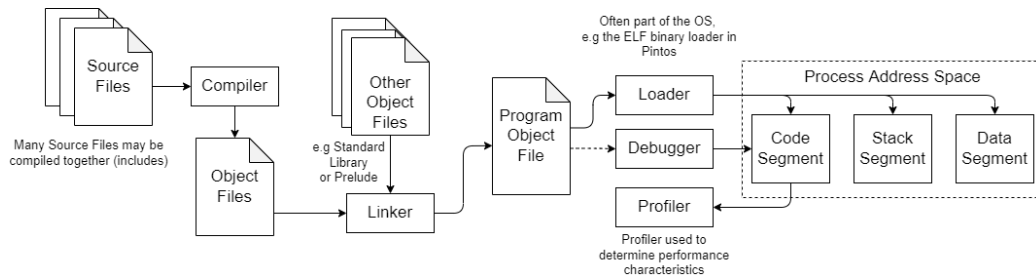 Source
Files
Many Source Files may be
compiled together (includes)
Compiler
Object
Files
Other
Object
Files
e.g Standard
Library
or Prelude
Linker
Program
Object
File
Often part of the OS,
e.g the ELF binary loader in
Pintos
Loader
Debugger
Profiler
Profiler used to
determine performance
characteristics
Process Address Space
Code
Segment
Stack
Segment
Data
Segment